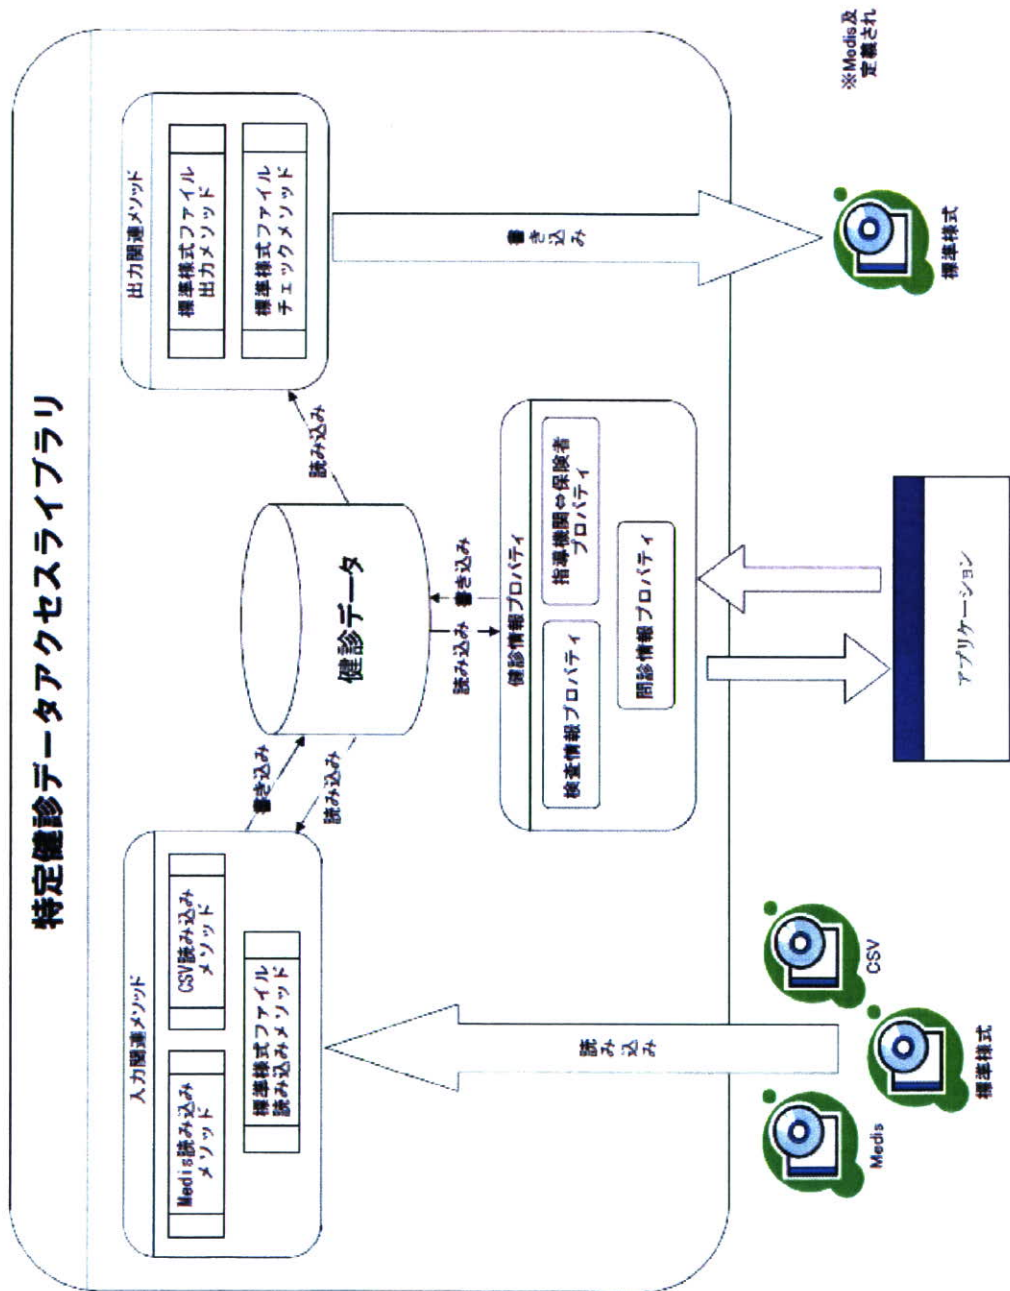 特定健診データアクセスライブラリ
入力関連メソッド
Medis読み込み
メソッド
CSV読み込み
メソッド
標準様式ファイル
読み込みメソッド
書き込み
読み込み
健診データ
読み込み
出力関連メソッド
標準様式ファイル
出力メソッド
標準様式ファイル
チェックメソッド
読み込み
書き込み
健診情報プロパティ
検査情報プロパティ
指導機関⇔保険者
プロパティ
問診情報プロパティ
読み込み
書き込み
Medis
CSV
標準様式
アプリケーション
標準様式
※Medis及
定義され